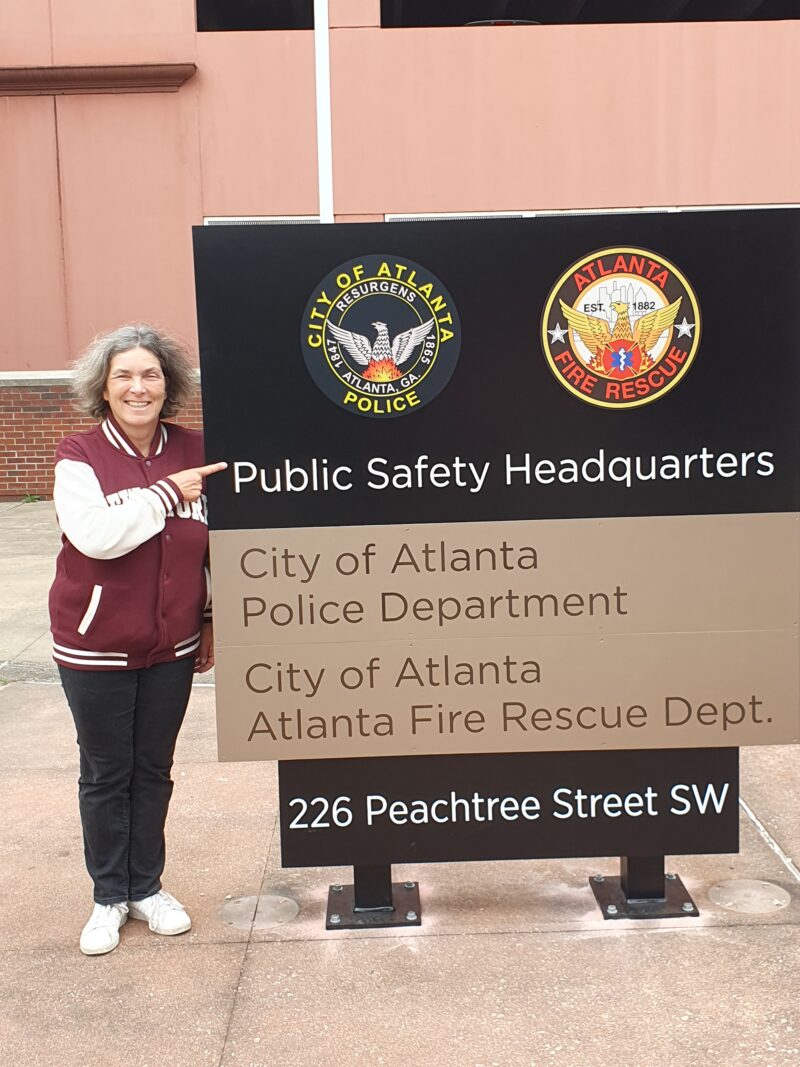 CITY OF ATLANTA
RESURGENS
1847 1865
ATLANTA, GA.
POLICE
ATLANTA
EST. 1882
FIRE RESCUE
Public Safety Headquarters
City of Atlanta
Police Department
City of Atlanta
Atlanta Fire Rescue Dept.
226 Peachtree Street SW